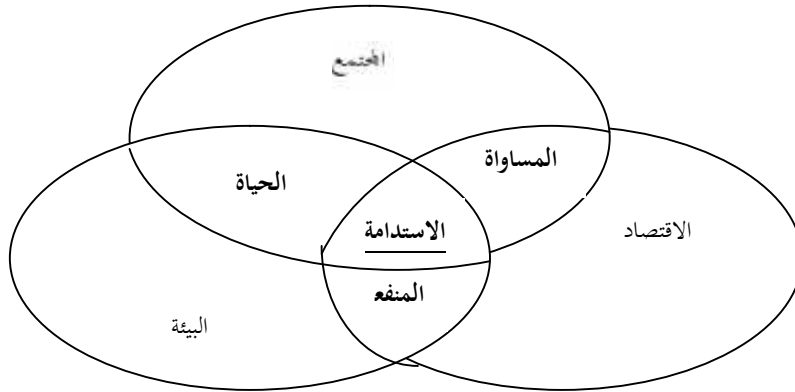 المجتمع
المساواة
الحياة
الاستدامة
الاقتصاد
المنفع
البيئة